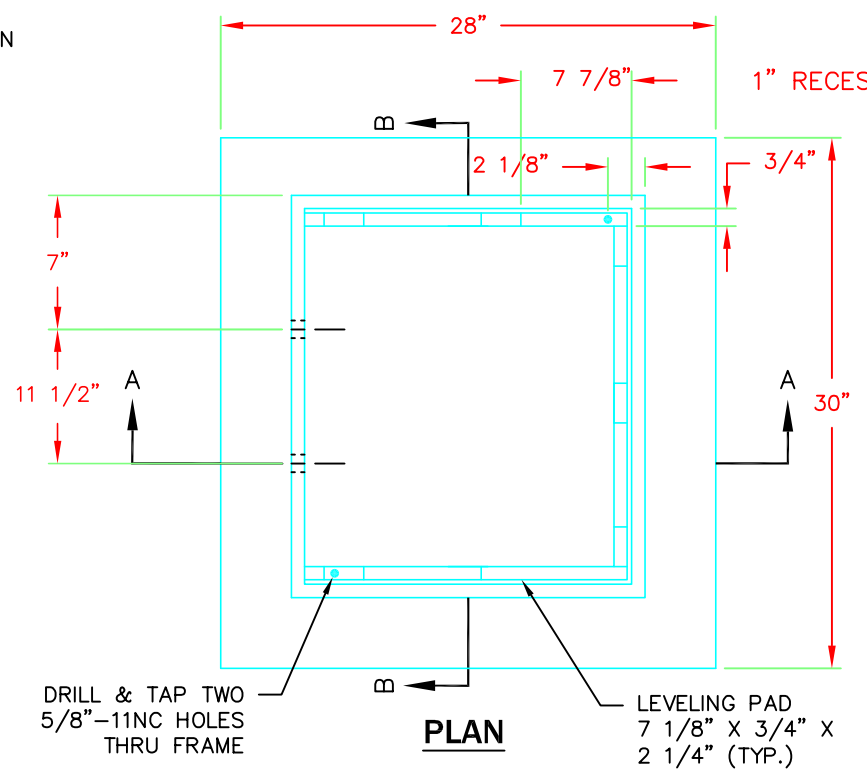 N
28”
7 7/8”
1” RECES
B
2 1/8”
3/4”
7”
11 1/2”
A
A
30”
B
DRILL & TAP TWO
5/8”–11NC HOLES
THRU FRAME
PLAN
LEVELING PAD
7 1/8” X 3/4” X
2 1/4” (TYP.)